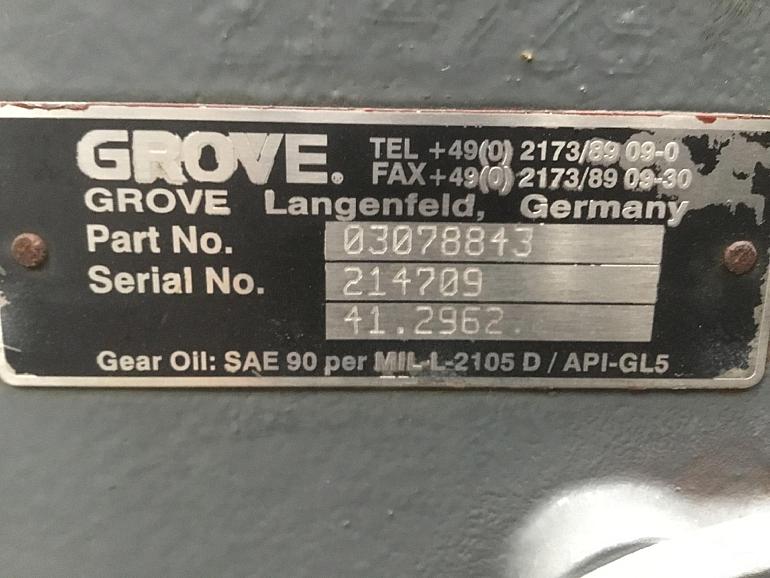 GROVE®
TEL +49(0) 2173/89 09-0
FAX+49(0) 2173/89 09-30
GROVE Langenfeld, Germany
Part No. 03078843
Serial No. 214709
41.2962.
Gear Oil: SAE 90 per MIL-L-2105 D / API-GL5